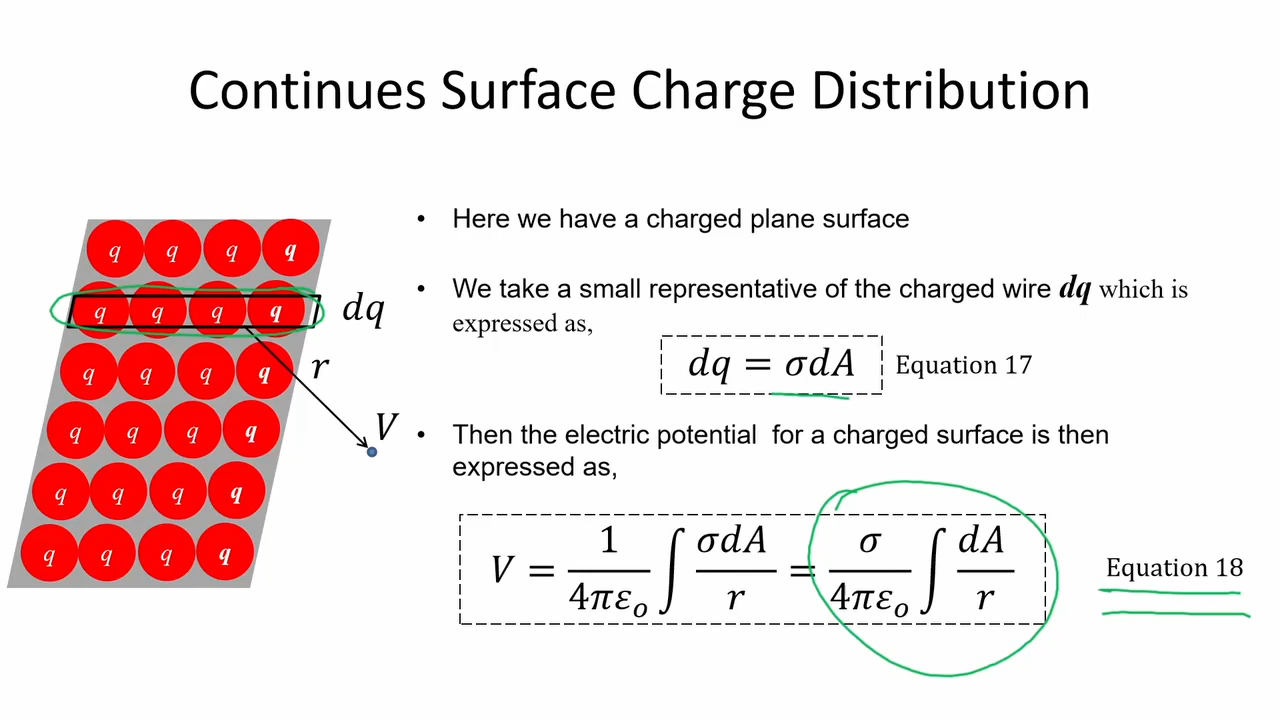 Continues Surface Charge Distribution
q q q q
q q q q
dq
r
q q q q
V
q q q q
q q q q
q q q q
• Here we have a charged plane surface
• We take a small representative of the charged wire dq which is
expressed as,
dq = σdA Equation 17
• Then the electric potential for a charged surface is then
expressed as,
V = 1/4πεₒ ∫ σdA/r = σ/4πεₒ ∫ dA/r Equation 18